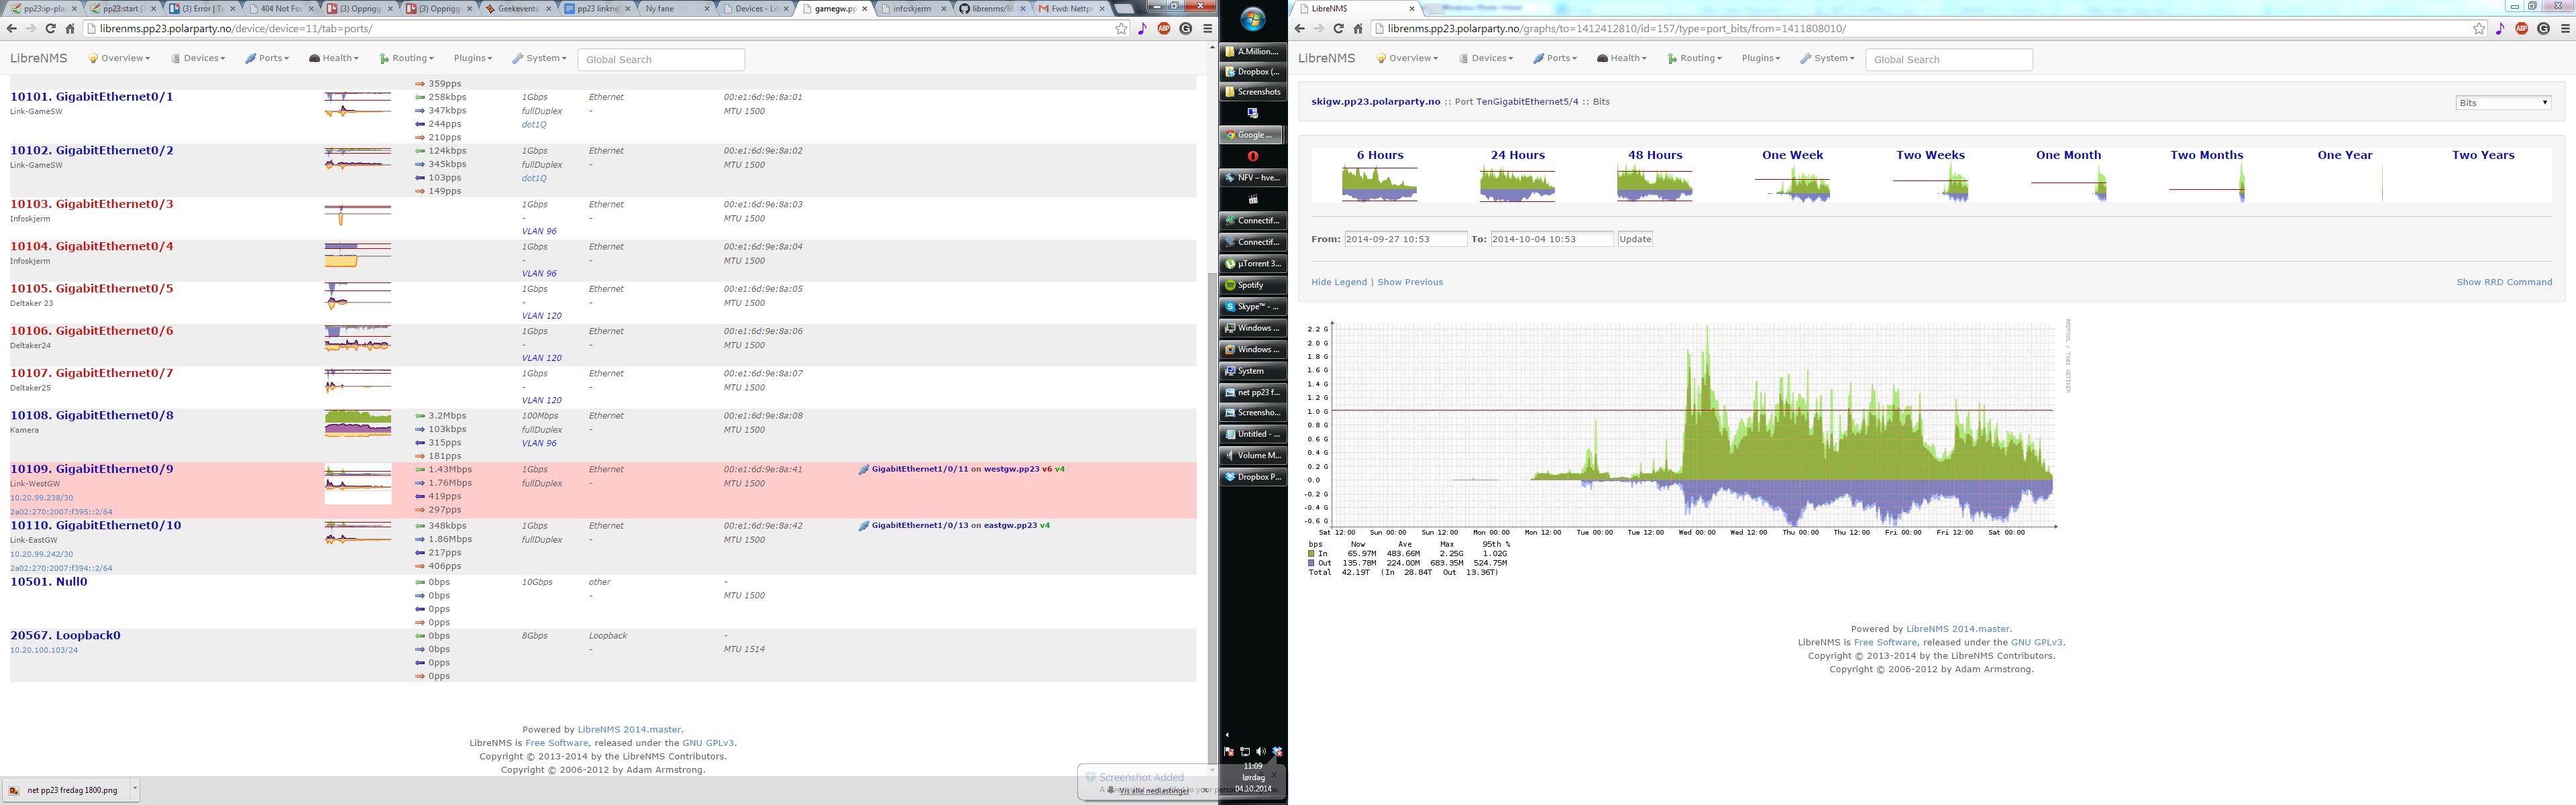 pp23:ip-pla
pp23:start [
(3) Error | T
404 Not Fou
(3) Opprigg
(3) Opprigg
Geekevents
pp23 linkne
Ny fane
Devices - Li
gamegw.pp
infoskjerm
librenms/li
Gmail Fwd: Nettpr
librenms.pp23.polarparty.no/device/device=11/tab=ports/
LibreNMS Overview Devices Ports Health Routing Plugins System Global Search
359pps
10101. GigabitEthernet0/1 258kbps 1Gbps Ethernet 00:e1:6d:9e:8a:01
Link-GameSW 347kbps fullDuplex - MTU 1500
244pps dot1Q
210pps
10102. GigabitEthernet0/2 124kbps 1Gbps Ethernet 00:e1:6d:9e:8a:02
Link-GameSW 345kbps fullDuplex - MTU 1500
103pps dot1Q
149pps
10103. GigabitEthernet0/3 1Gbps Ethernet 00:e1:6d:9e:8a:03
Infoskjerm - - MTU 1500
VLAN 96
10104. GigabitEthernet0/4 1Gbps Ethernet 00:e1:6d:9e:8a:04
Infoskjerm - - MTU 1500
VLAN 96
10105. GigabitEthernet0/5 1Gbps Ethernet 00:e1:6d:9e:8a:05
Deltaker 23 - - MTU 1500
VLAN 120
10106. GigabitEthernet0/6 1Gbps Ethernet 00:e1:6d:9e:8a:06
Deltaker24 - - MTU 1500
VLAN 120
10107. GigabitEthernet0/7 1Gbps Ethernet 00:e1:6d:9e:8a:07
Deltaker25 - - MTU 1500
VLAN 120
10108. GigabitEthernet0/8 3.2Mbps 100Mbps Ethernet 00:e1:6d:9e:8a:08
Kamera 103kbps fullDuplex - MTU 1500
315pps VLAN 96
181pps
10109. GigabitEthernet0/9 1.43Mbps 1Gbps Ethernet 00:e1:6d:9e:8a:41 GigabitEthernet1/0/11 on westgw.pp23 v6 v4
Link-WestGW 1.76Mbps fullDuplex - MTU 1500
10.20.99.238/30 419pps
2a02:270:2007:f395::2/64 297pps
10110. GigabitEthernet0/10 348kbps 1Gbps Ethernet 00:e1:6d:9e:8a:42 GigabitEthernet1/0/13 on eastgw.pp23 v4
Link-EastGW 1.86Mbps fullDuplex - MTU 1500
10.20.99.242/30 217pps
2a02:270:2007:f394::2/64 406pps
10501. Null0 0bps 10Gbps other -
0bps - MTU 1500
0pps
0pps
20567. Loopback0 0bps 8Gbps Loopback -
10.20.100.103/24 0bps - MTU 1514
0pps
0pps
Powered by LibreNMS 2014.master.
LibreNMS is Free Software, released under the GNU GPLv3.
Copyright © 2013-2014 by the LibreNMS Contributors.
Copyright © 2006-2012 by Adam Armstrong.
net pp23 fredag 1800.png
Screenshot Added
Vis alle nedlastinger
A.Million....
Dropbox (...
Screenshots
Google ...
NFV – hve...
Connectif...
Connectif...
µTorrent 3...
Spotify
Skype™ - ...
Windows ...
Windows ...
System
net pp23 f...
Screensho...
Untitled - ...
Volume M...
Dropbox P...
11:09
lørdag
04.10.2014
LibreNMS
librenms.pp23.polarparty.no/graphs/to=1412412810/id=157/type=port_bits/from=1411808010/
LibreNMS Overview Devices Ports Health Routing Plugins System Global Search
skigw.pp23.polarparty.no :: Port TenGigabitEthernet5/4 :: Bits Bits
6 Hours 24 Hours 48 Hours One Week Two Weeks One Month Two Months One Year Two Years
From: 2014-09-27 10:53 To: 2014-10-04 10:53 Update
Hide Legend | Show Previous Show RRD Command
RRDTOOL / TOBI OETIKER
2.2 G
2.0 G
1.8 G
1.6 G
1.4 G
1.2 G
1.0 G
0.8 G
0.6 G
0.4 G
0.2 G
0.0
-0.2 G
-0.4 G
-0.6 G
Sat 12:00 Sun 00:00 Sun 12:00 Mon 00:00 Mon 12:00 Tue 00:00 Tue 12:00 Wed 00:00 Wed 12:00 Thu 00:00 Thu 12:00 Fri 00:00 Fri 12:00 Sat 00:00
bps Now Ave Max 95th %
In 65.97M 483.66M 2.25G 1.02G
Out 135.78M 224.00M 683.35M 524.75M
Total 42.19T (In 28.84T Out 13.36T)
Powered by LibreNMS 2014.master.
LibreNMS is Free Software, released under the GNU GPLv3.
Copyright © 2013-2014 by the LibreNMS Contributors.
Copyright © 2006-2012 by Adam Armstrong.